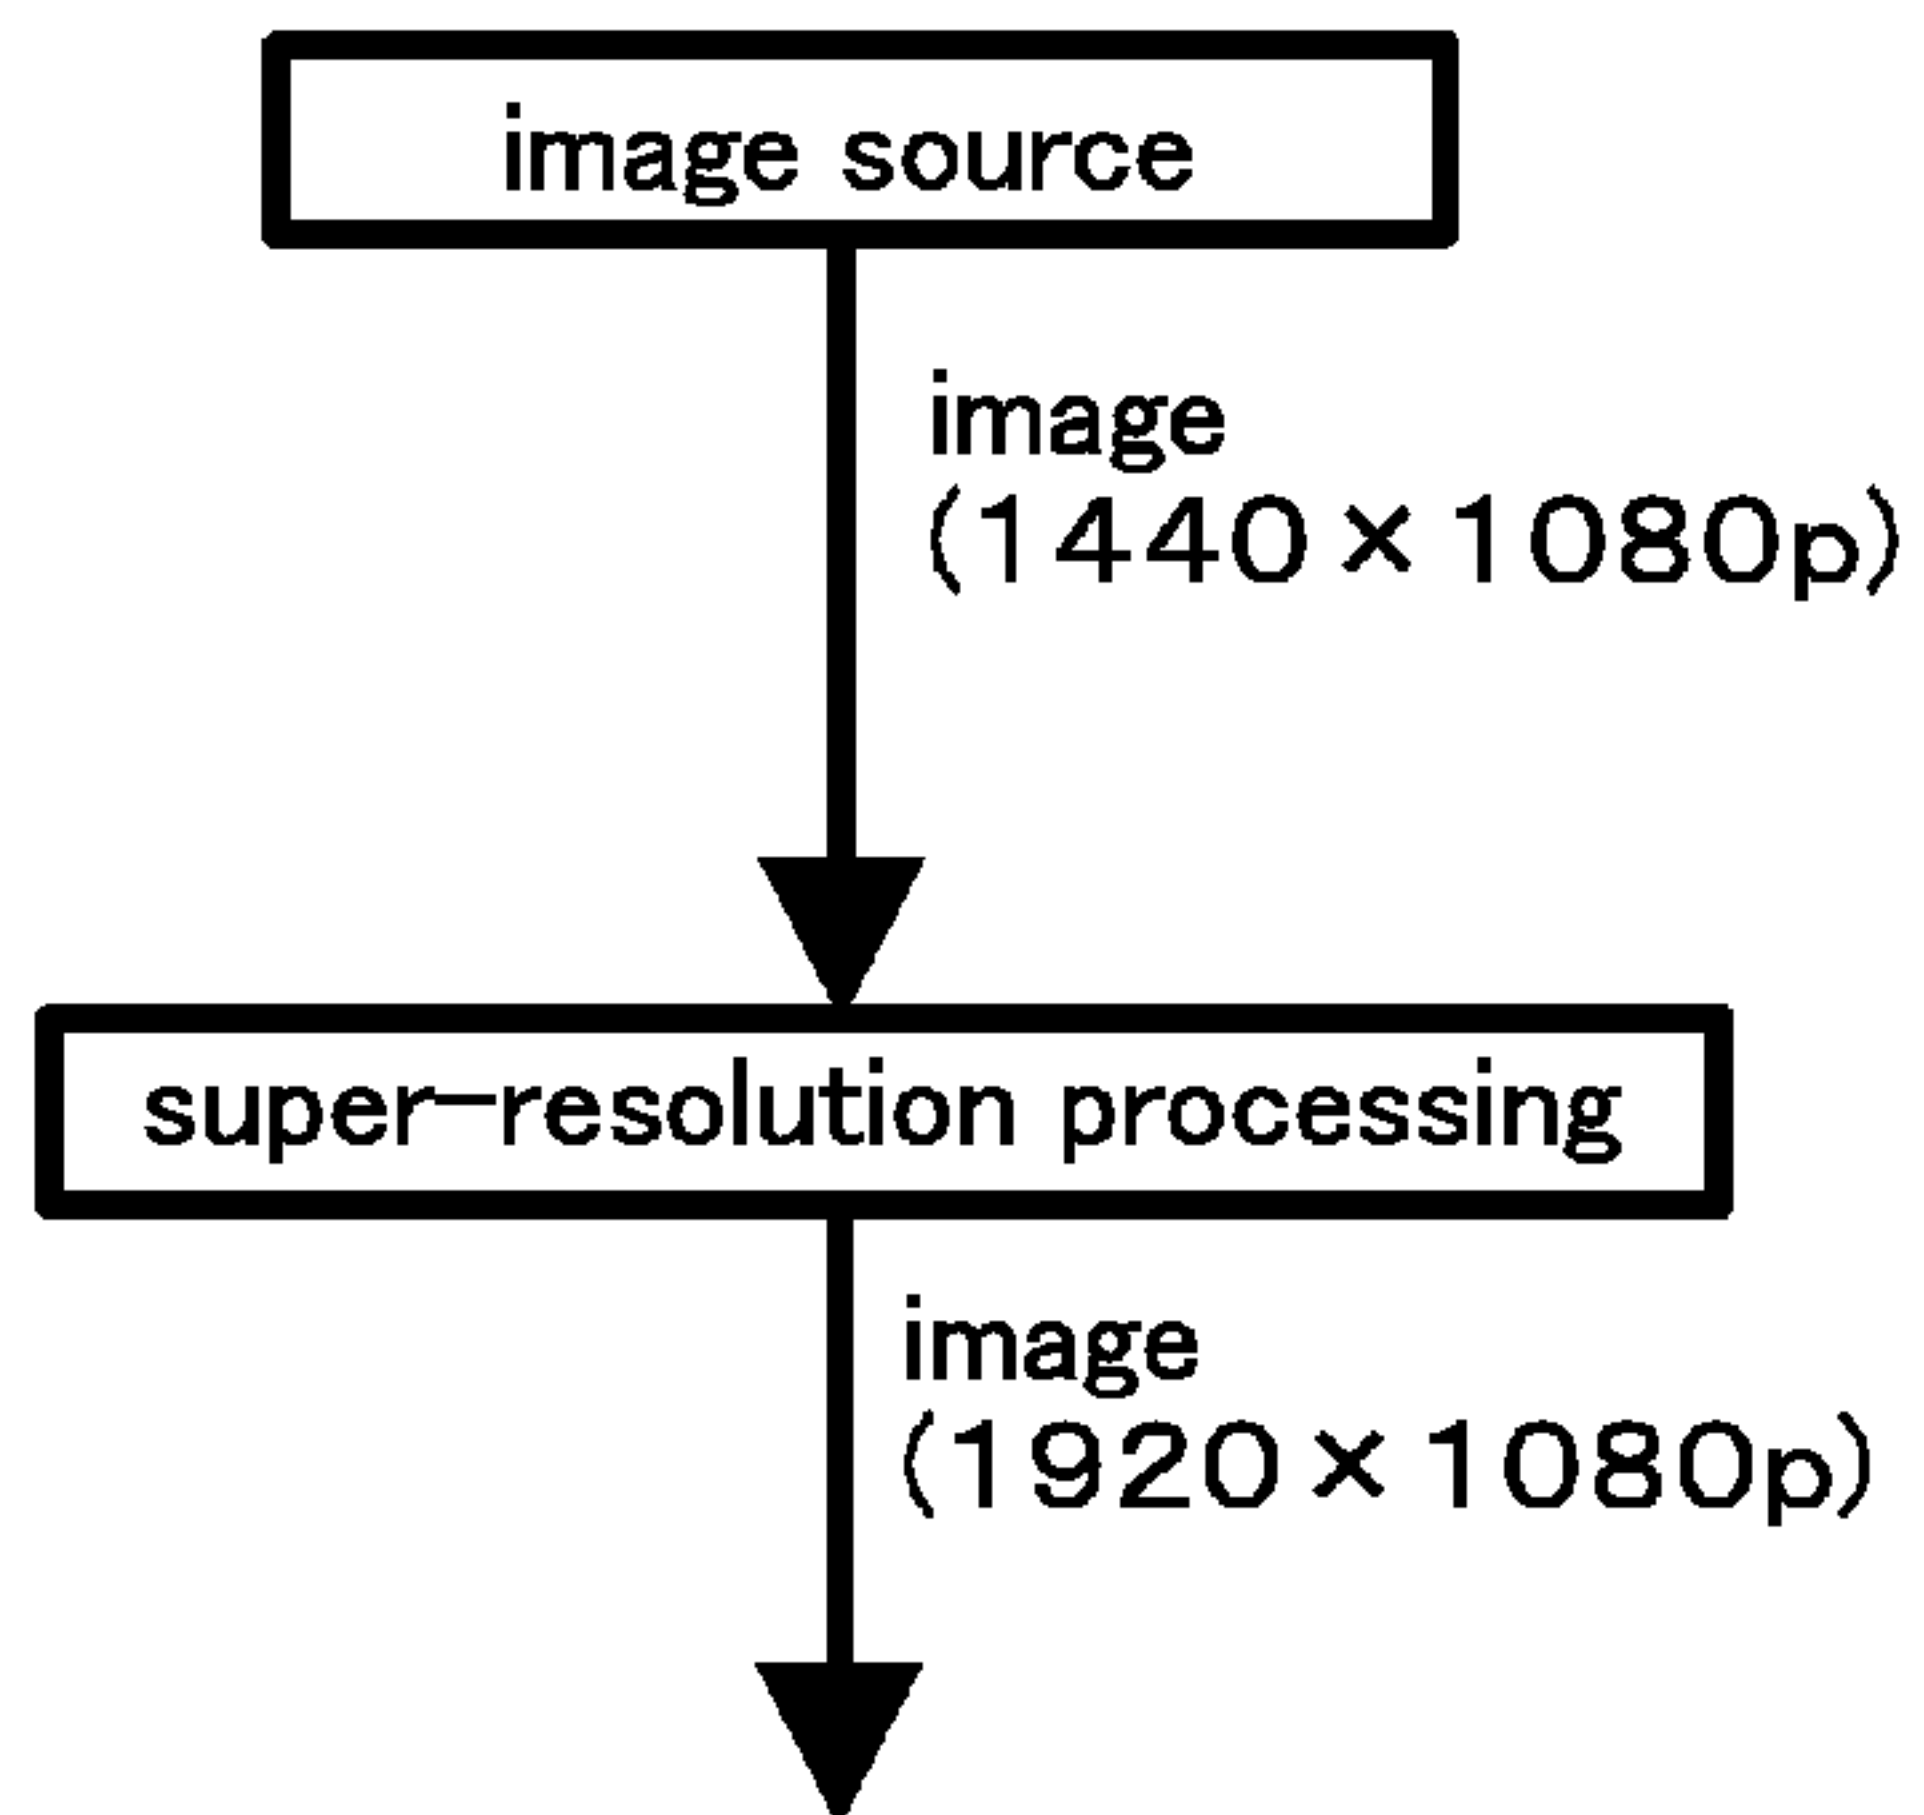 image source
image
(1440×1080p)
super-resolution processing
image
(1920×1080p)